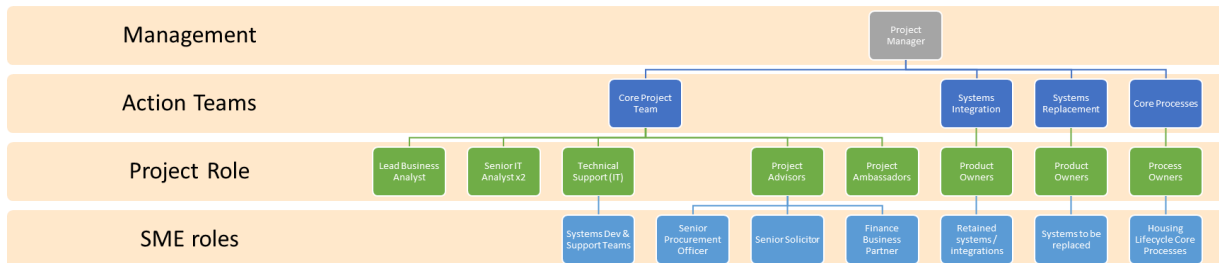 Management
Project
Manager
Action Teams
Core Project
Team
Systems
Integration
Systems
Replacement
Core Processes
Project Role
Lead Business
Analyst
Senior IT
Analyst x2
Technical
Support (IT)
Project
Advisors
Project
Ambassadors
Product
Owners
Product
Owners
Process
Owners
SME roles
Systems Dev &
Support Teams
Senior
Procurement
Officer
Senior Solicitor
Finance
Business
Partner
Retained
systems /
integrations
Systems to be
replaced
Housing
Lifecycle Core
Processes